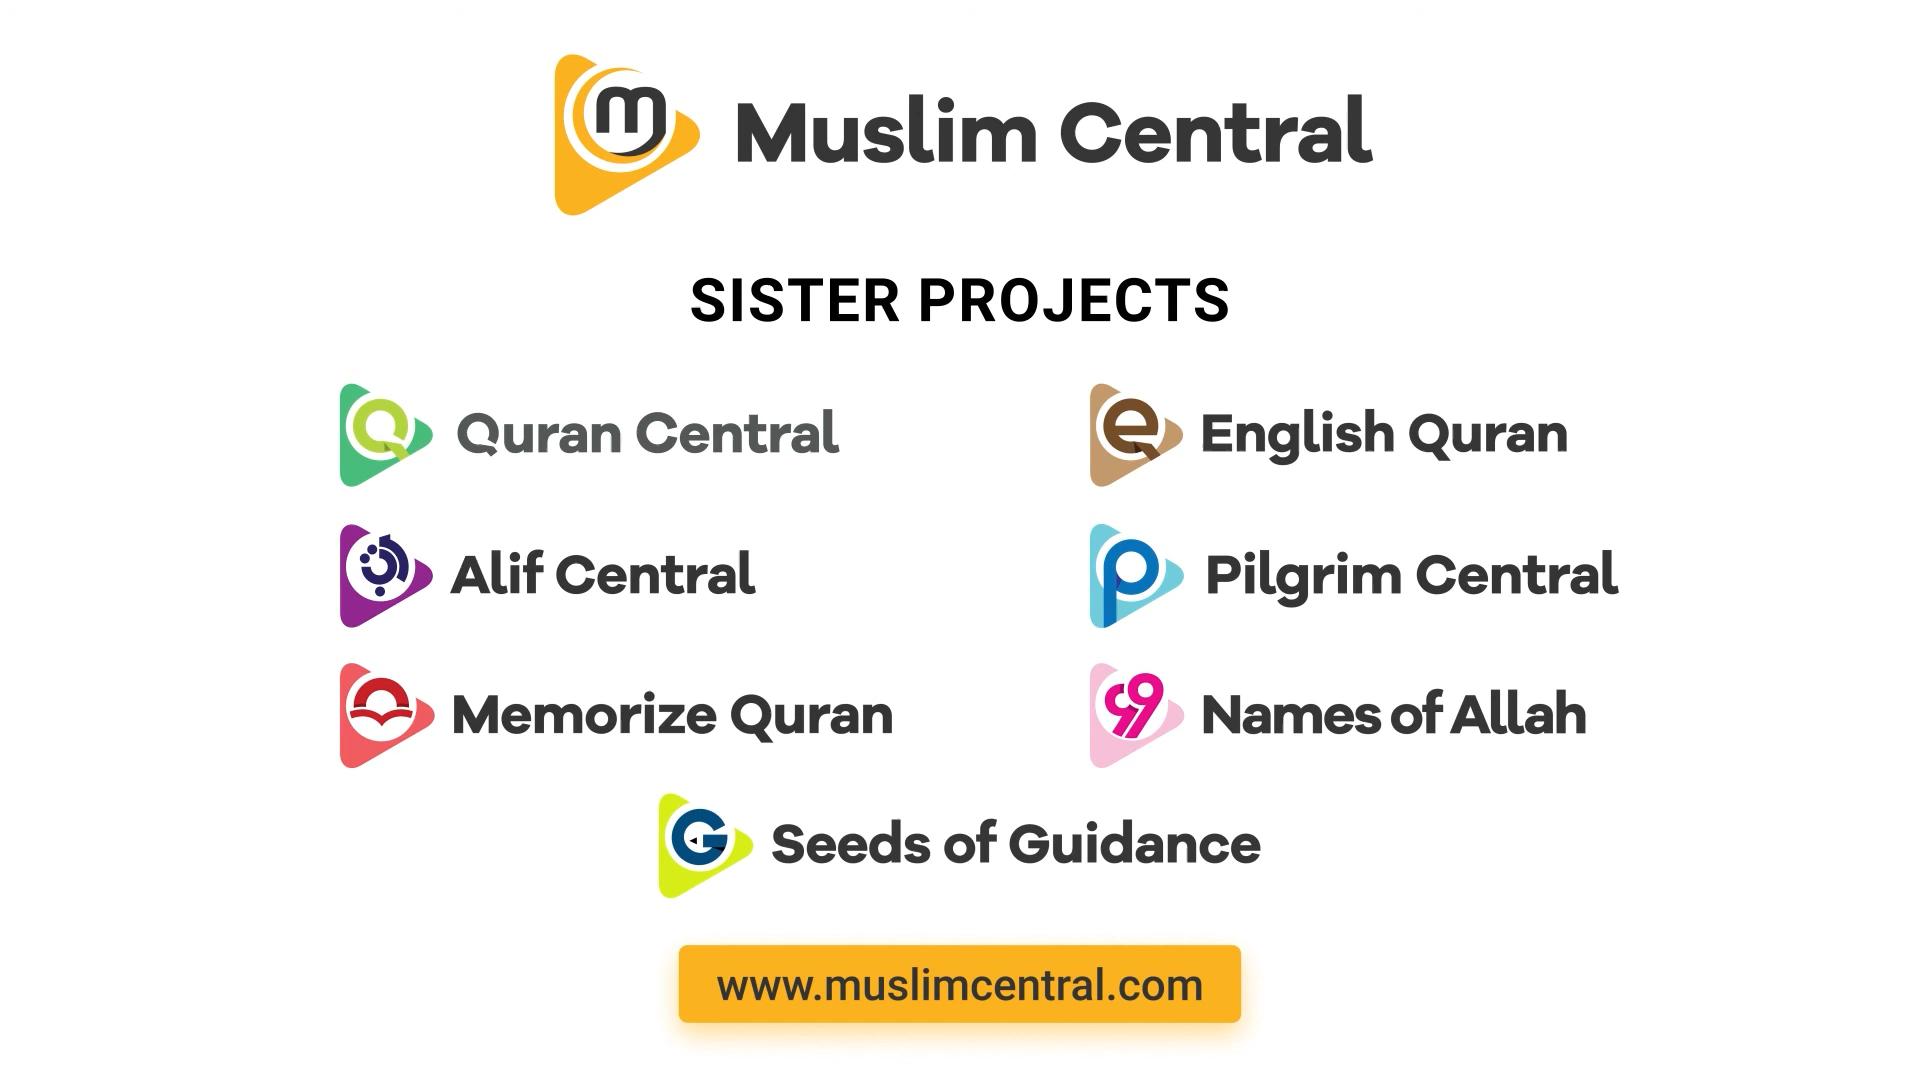 Muslim Central
SISTER PROJECTS
Quran Central
English Quran
Alif Central
Pilgrim Central
Memorize Quran
99 Names of Allah
Seeds of Guidance
www.muslimcentral.com